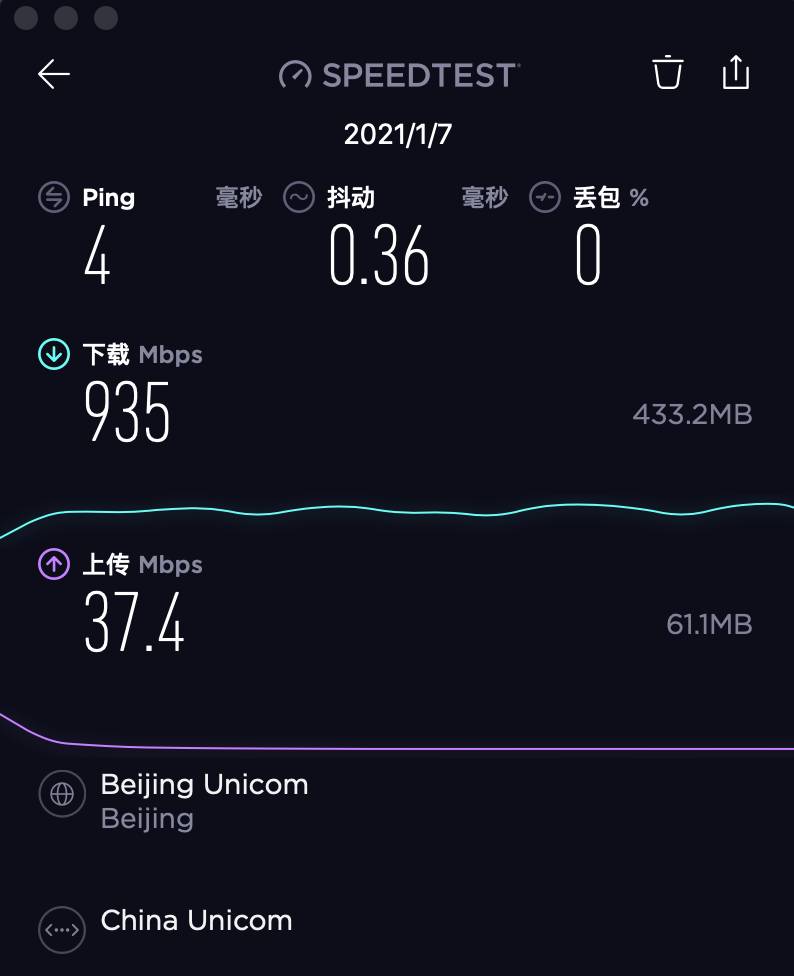 SPEEDTEST
2021/1/7
Ping 毫秒 抖动 毫秒 丢包 %
4 0.36 0
下载 Mbps
935 433.2MB
上传 Mbps
37.4 61.1MB
Beijing Unicom
Beijing
China Unicom